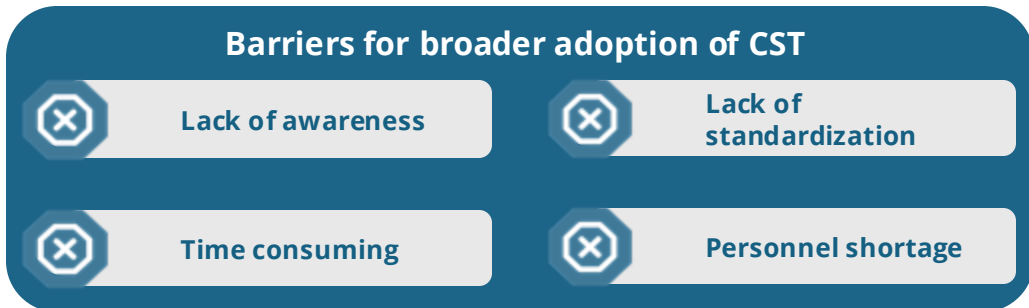 Barriers for broader adoption of CST
Lack of awareness
Lack of
standardization
Time consuming
Personnel shortage